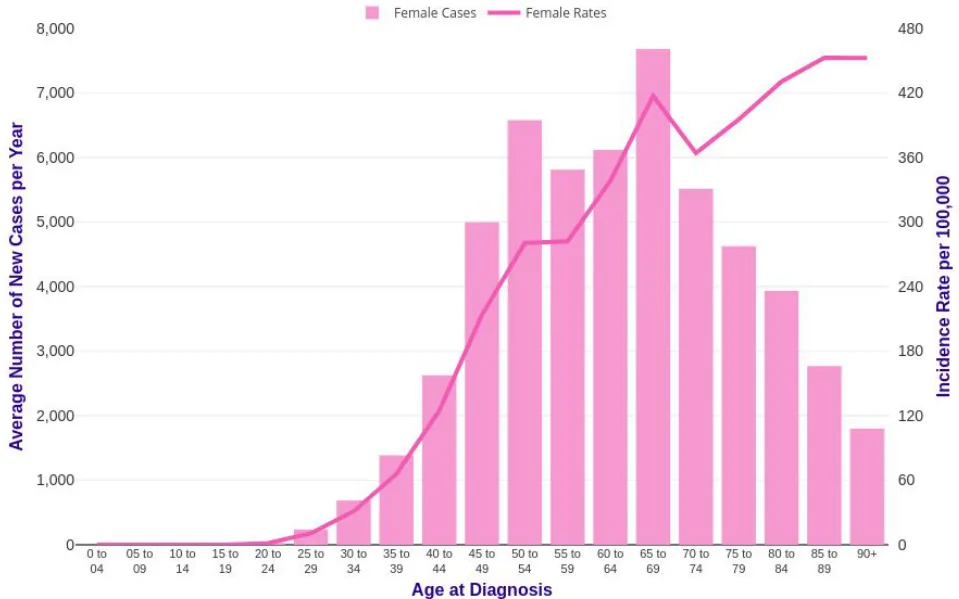 Female Cases Female Rates
8,000 480
7,000 420
6,000 360
5,000 300
4,000 240
3,000 180
2,000 120
1,000 60
0 0
Average Number of New Cases per Year
Incidence Rate per 100,000
0 to 05 to 10 to 15 to 20 to 25 to 30 to 35 to 40 to 45 to 50 to 55 to 60 to 65 to 70 to 75 to 80 to 85 to 90+
04 09 14 19 24 29 34 39 44 49 54 59 64 69 74 79 84 89
Age at Diagnosis